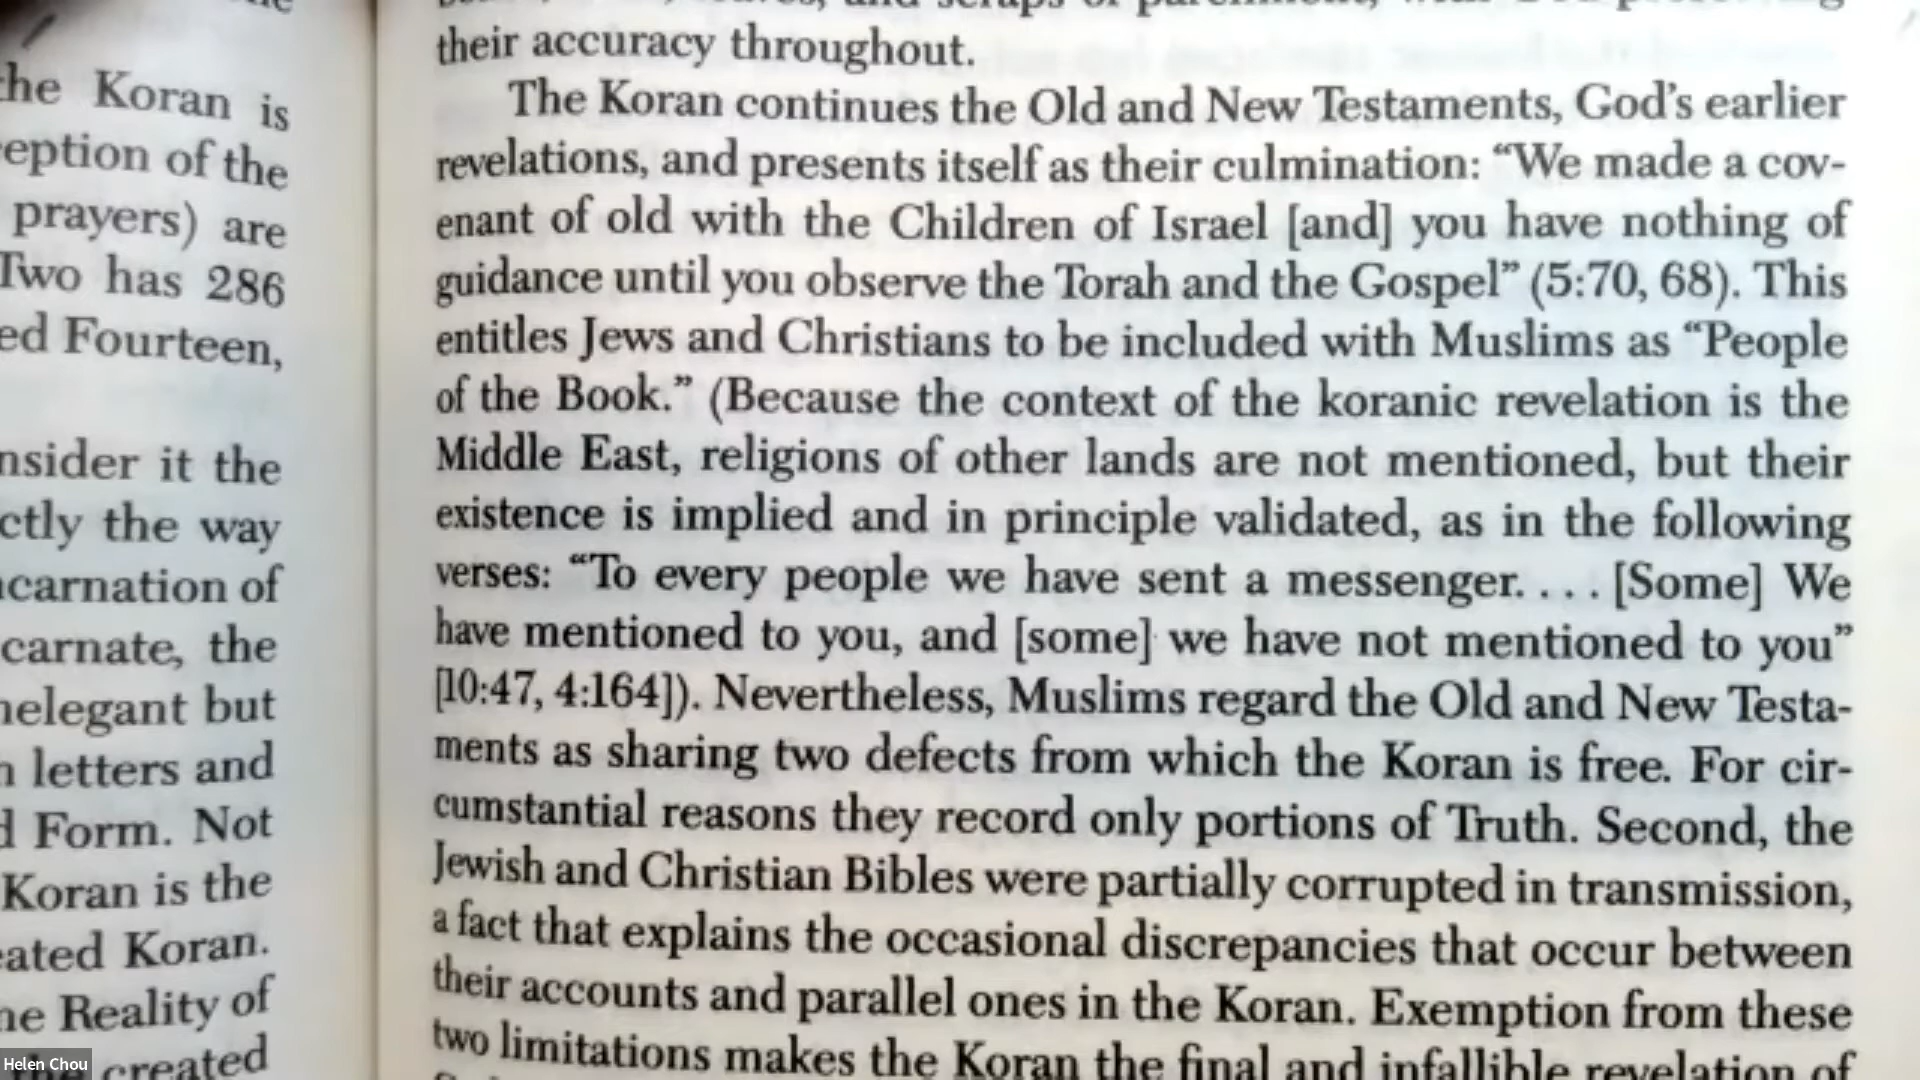 the Koran is
eption of the
prayers) are
Two has 286
ed Fourteen,
nsider it the
ctly the way
ncarnation of
carnate, the
nelegant but
n letters and
d Form. Not
Koran is the
eated Koran.
ne Reality of
created
their accuracy throughout.
The Koran continues the Old and New Testaments, God's earlier
revelations, and presents itself as their culmination: “We made a cov-
enant of old with the Children of Israel [and] you have nothing of
guidance until you observe the Torah and the Gospel” (5:70, 68). This
entitles Jews and Christians to be included with Muslims as “People
of the Book.” (Because the context of the koranic revelation is the
Middle East, religions of other lands are not mentioned, but their
existence is implied and in principle validated, as in the following
verses: “To every people we have sent a messenger. . . . [Some] We
have mentioned to you, and [some] we have not mentioned to you”
[10:47, 4:164]). Nevertheless, Muslims regard the Old and New Testa-
ments as sharing two defects from which the Koran is free. For cir-
cumstantial reasons they record only portions of Truth. Second, the
Jewish and Christian Bibles were partially corrupted in transmission,
a fact that explains the occasional discrepancies that occur between
their accounts and parallel ones in the Koran. Exemption from these
two limitations makes the Koran the final and infallible revelation of
Helen Chou